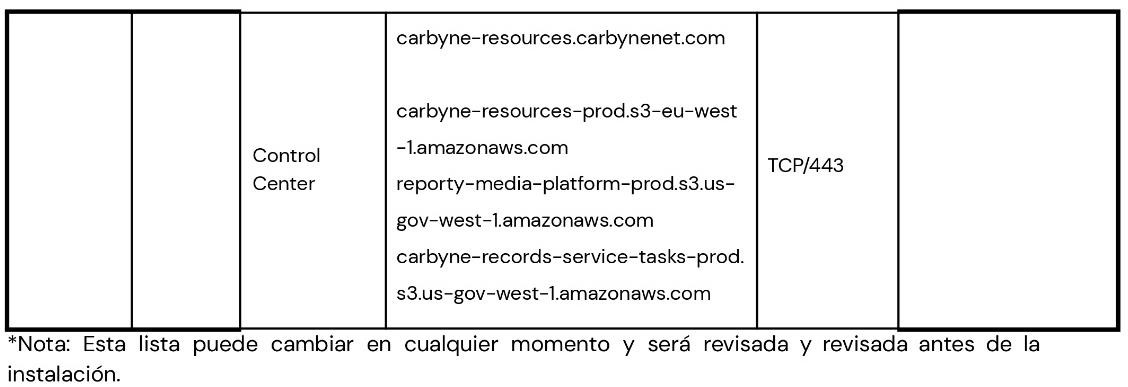 carbyne-resources.carbynenet.com
carbyne-resources-prod.s3-eu-west
-1.amazonaws.com
Control
Center
reporty-media-platform-prod.s3.us-
gov-west-1.amazonaws.com
carbyne-records-service-tasks-prod.
s3.us-gov-west-1.amazonaws.com
TCP/443
*Nota: Esta lista puede cambiar en cualquier momento y será revisada y revisada antes de la
instalación.